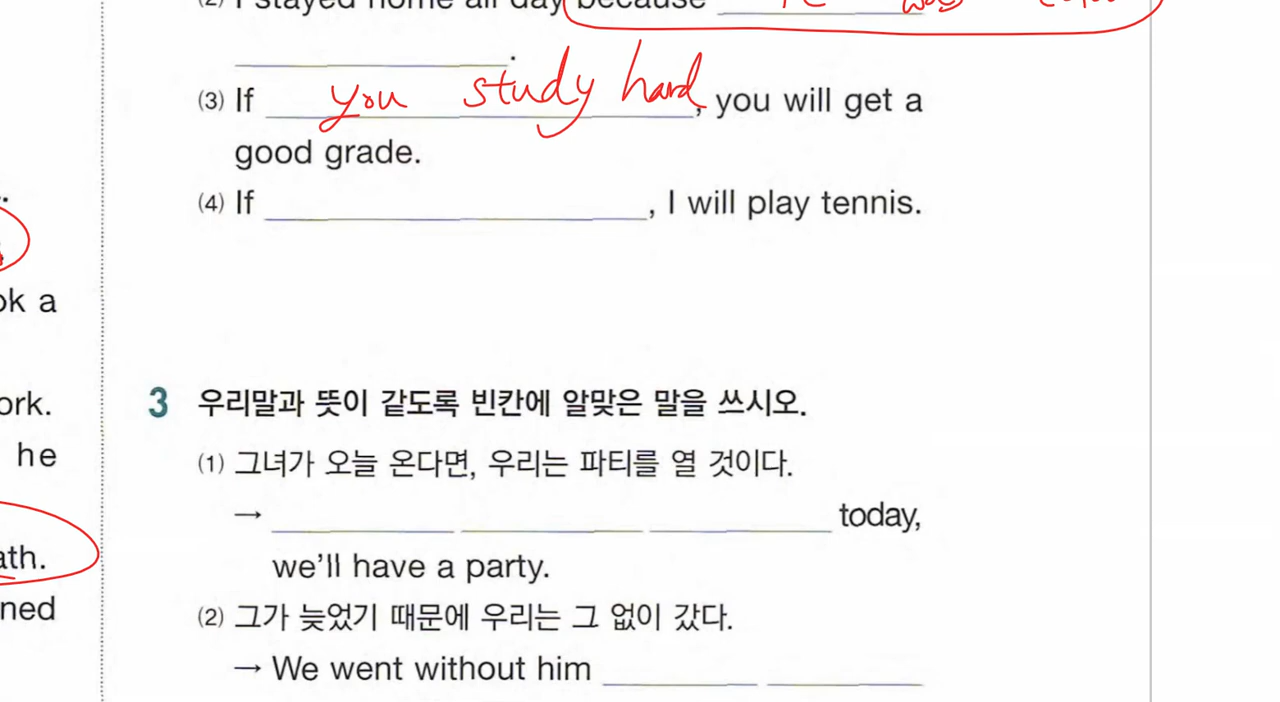 (2) I stayed home all day because it was
.
(3) If you study hard, you will get a
good grade.
(4) If , I will play tennis.
ok a
ork.
he
ath.
ned
3 우리말과 뜻이 같도록 빈칸에 알맞은 말을 쓰시오.
(1) 그녀가 오늘 온다면, 우리는 파티를 열 것이다.
→ today,
we'll have a party.
(2) 그가 늦었기 때문에 우리는 그 없이 갔다.
→ We went without him